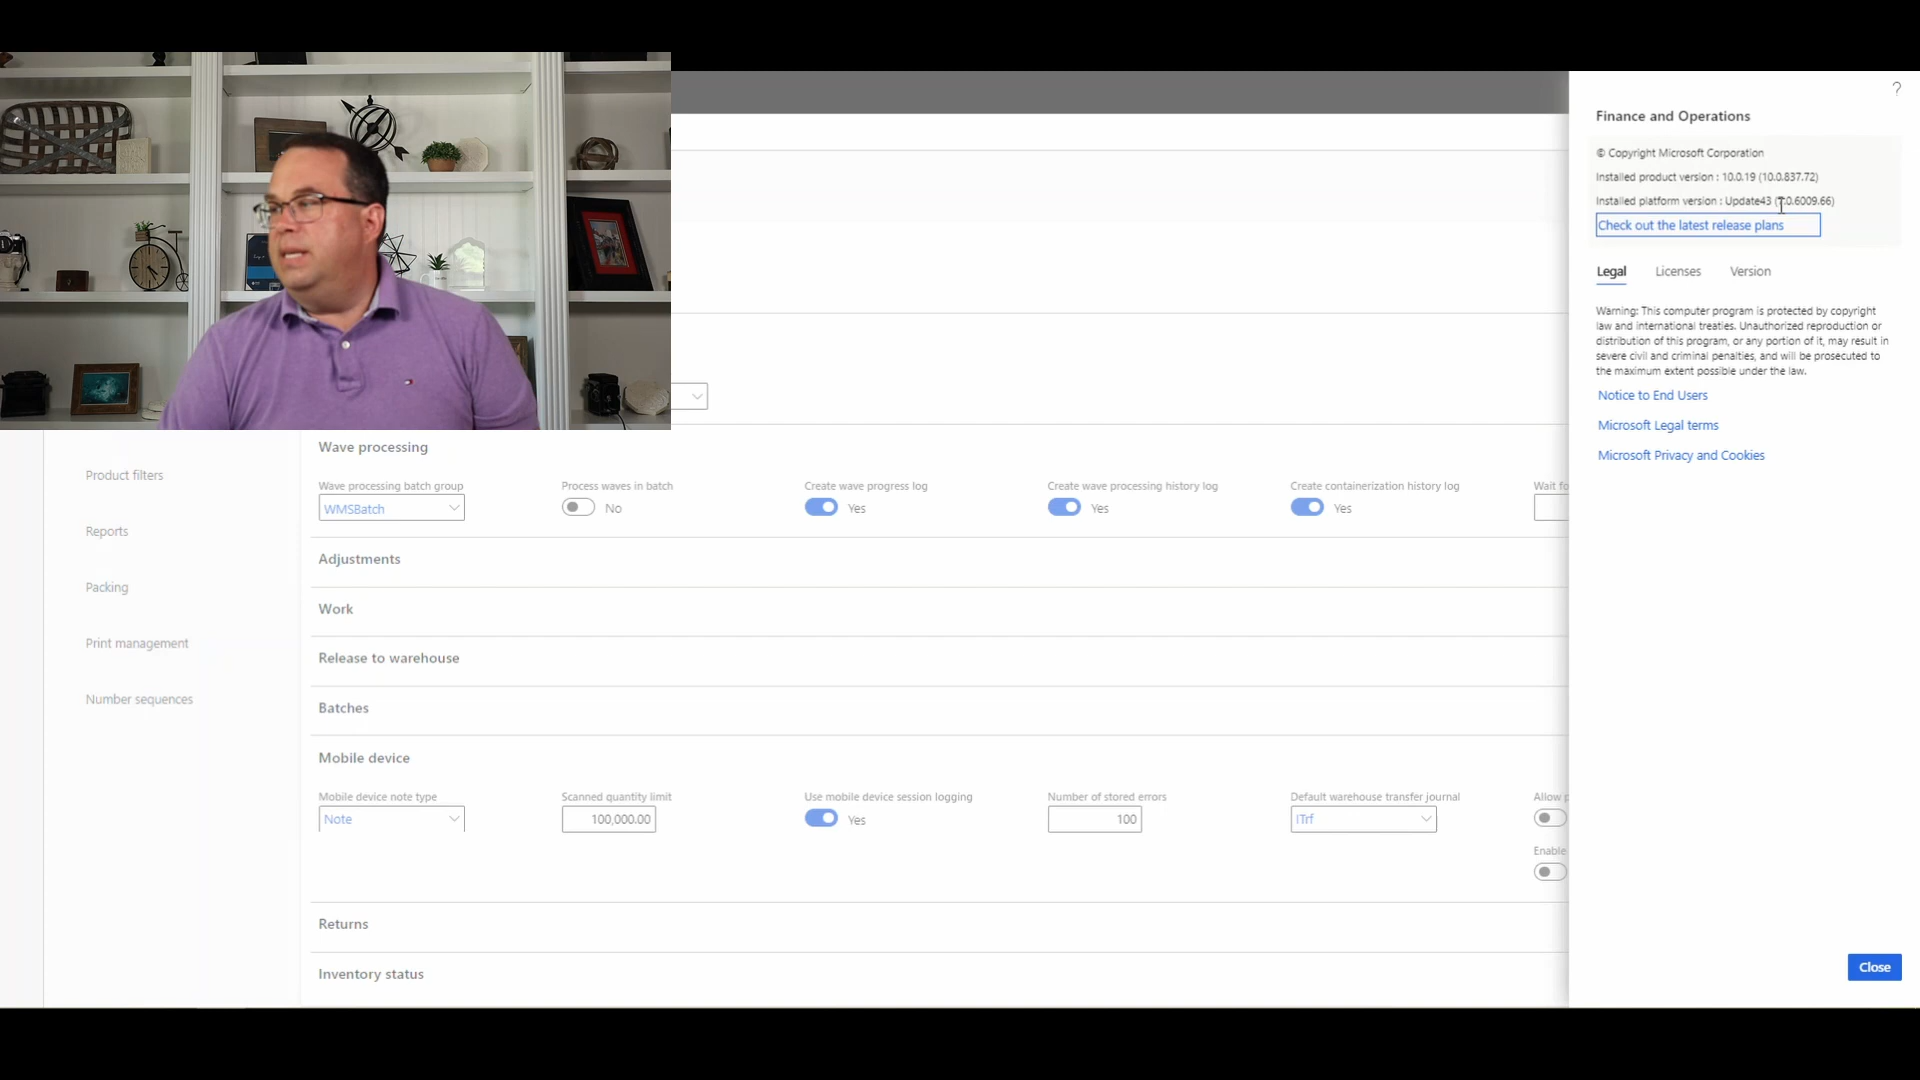 ?
Finance and Operations
© Copyright Microsoft Corporation
Installed product version : 10.0.19 (10.0.837.72)
Installed platform version : Update43 (7.0.6009.66)
Check out the latest release plans
Legal Licenses Version
Warning: This computer program is protected by copyright
law and international treaties. Unauthorized reproduction or
distribution of this program, or any portion of it, may result in
severe civil and criminal penalties, and will be prosecuted to
the maximum extent possible under the law.
Notice to End Users
Microsoft Legal terms
Microsoft Privacy and Cookies
Close
Product filters
Reports
Packing
Print management
Number sequences
Wave processing
Wave processing batch group Process waves in batch Create wave progress log Create wave processing history log Create containerization history log Wait fo
WMSBatch No Yes Yes Yes
Adjustments
Work
Release to warehouse
Batches
Mobile device
Mobile device note type Scanned quantity limit Use mobile device session logging Number of stored errors Default warehouse transfer journal Allow p
Note 100,000.00 Yes 100 ITrf
Enable
Returns
Inventory status